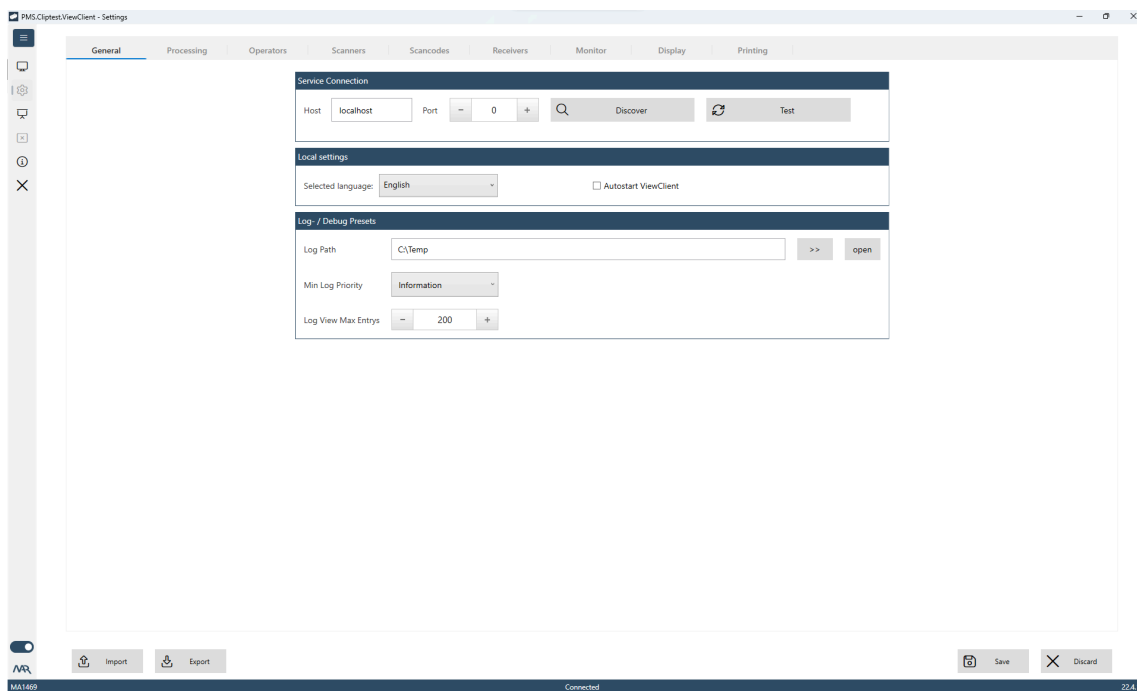 PMS.Cliptest.ViewClient - Settings
General Processing Operators Scanners Scancodes Receivers Monitor Display Printing
Service Connection
Host localhost Port - 0 + Discover Test
Local settings
Selected language: English Autostart ViewClient
Log- / Debug Presets
Log Path C:\Temp >> open
Min Log Priority Information
Log View Max Entrys - 200 +
Import Export Save Discard
MA1469 Connected 22.4.